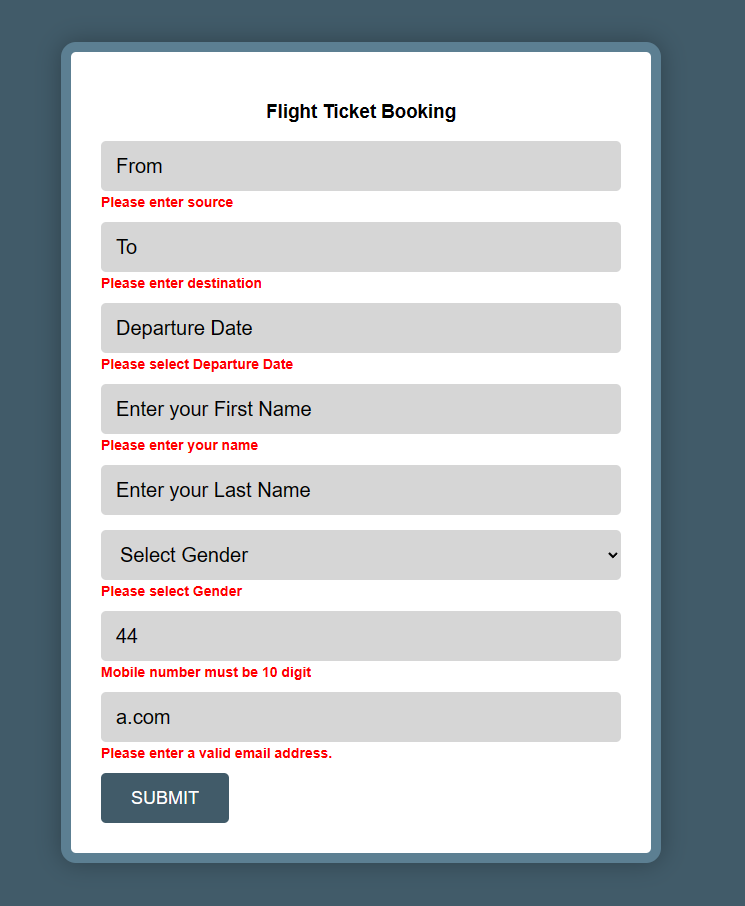 Flight Ticket Booking
From
Please enter source
To
Please enter destination
Departure Date
Please select Departure Date
Enter your First Name
Please enter your name
Enter your Last Name
Select Gender
Please select Gender
44
Mobile number must be 10 digit
a.com
Please enter a valid email address.
SUBMIT